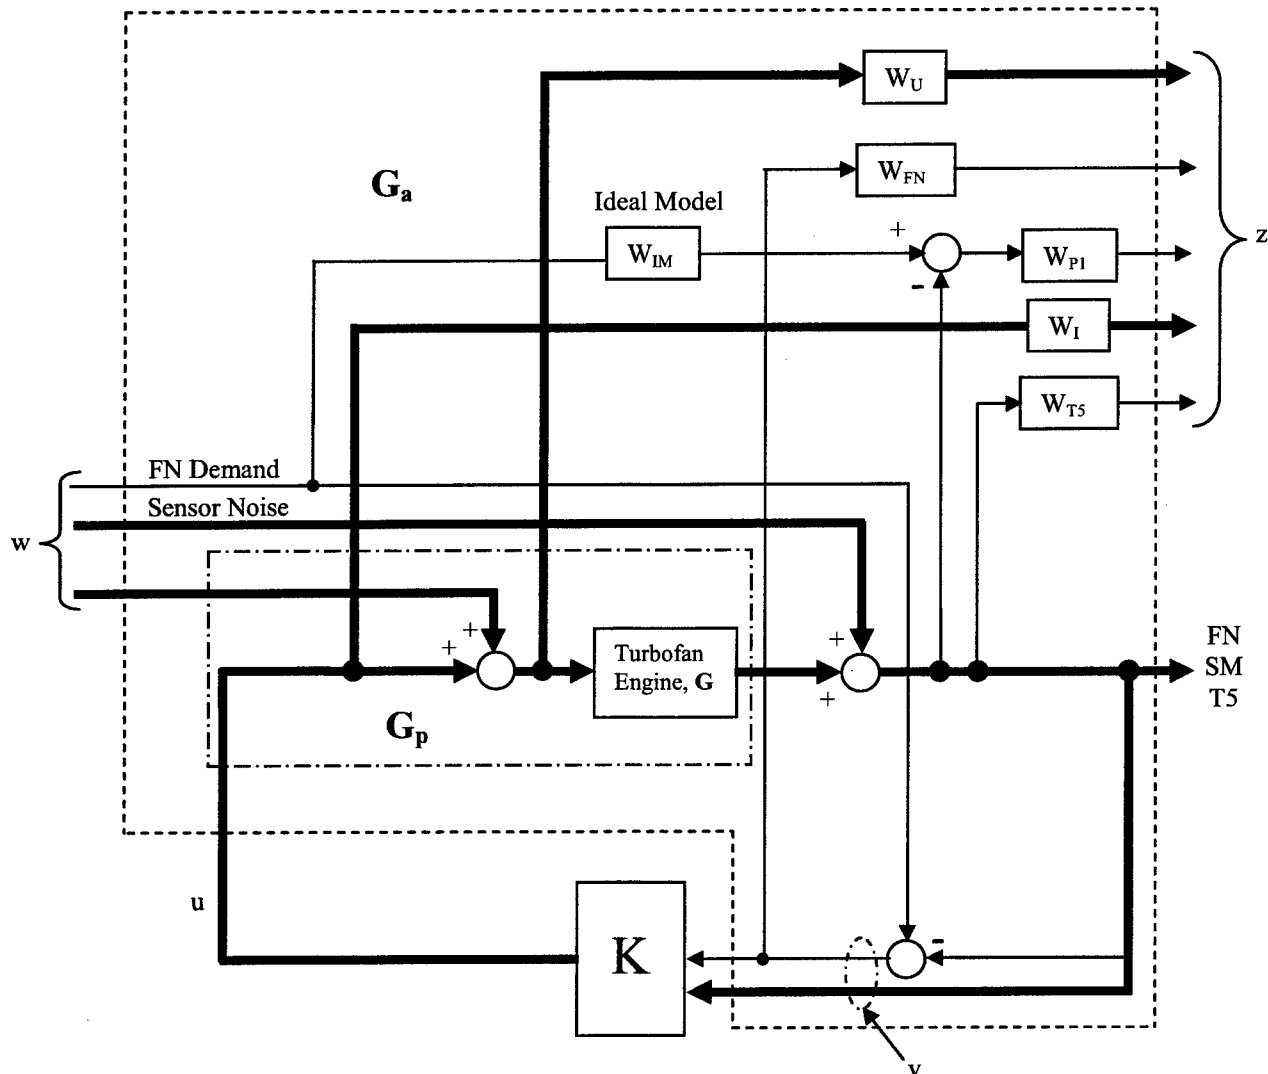 W_U
G_a
W_FN
Ideal Model
W_IM
+
-
W_P1
z
W_I
W_T5
FN Demand
Sensor Noise
w
+
+
+
+
Turbofan
Engine, G
FN
SM
T5
G_p
u
K
-
y